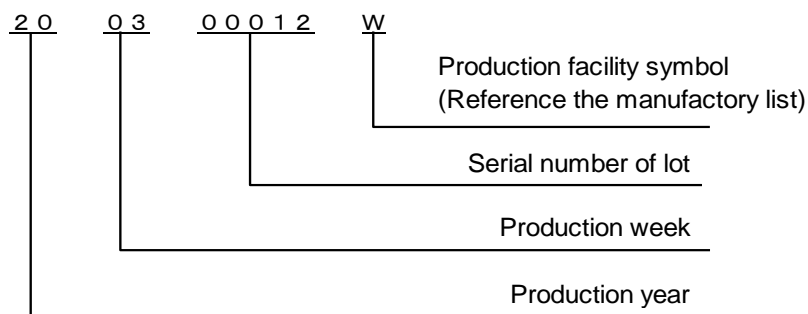 ２０ ０３ ０００１２ W
Production facility symbol
(Reference the manufactory list)
Serial number of lot
Production week
Production year